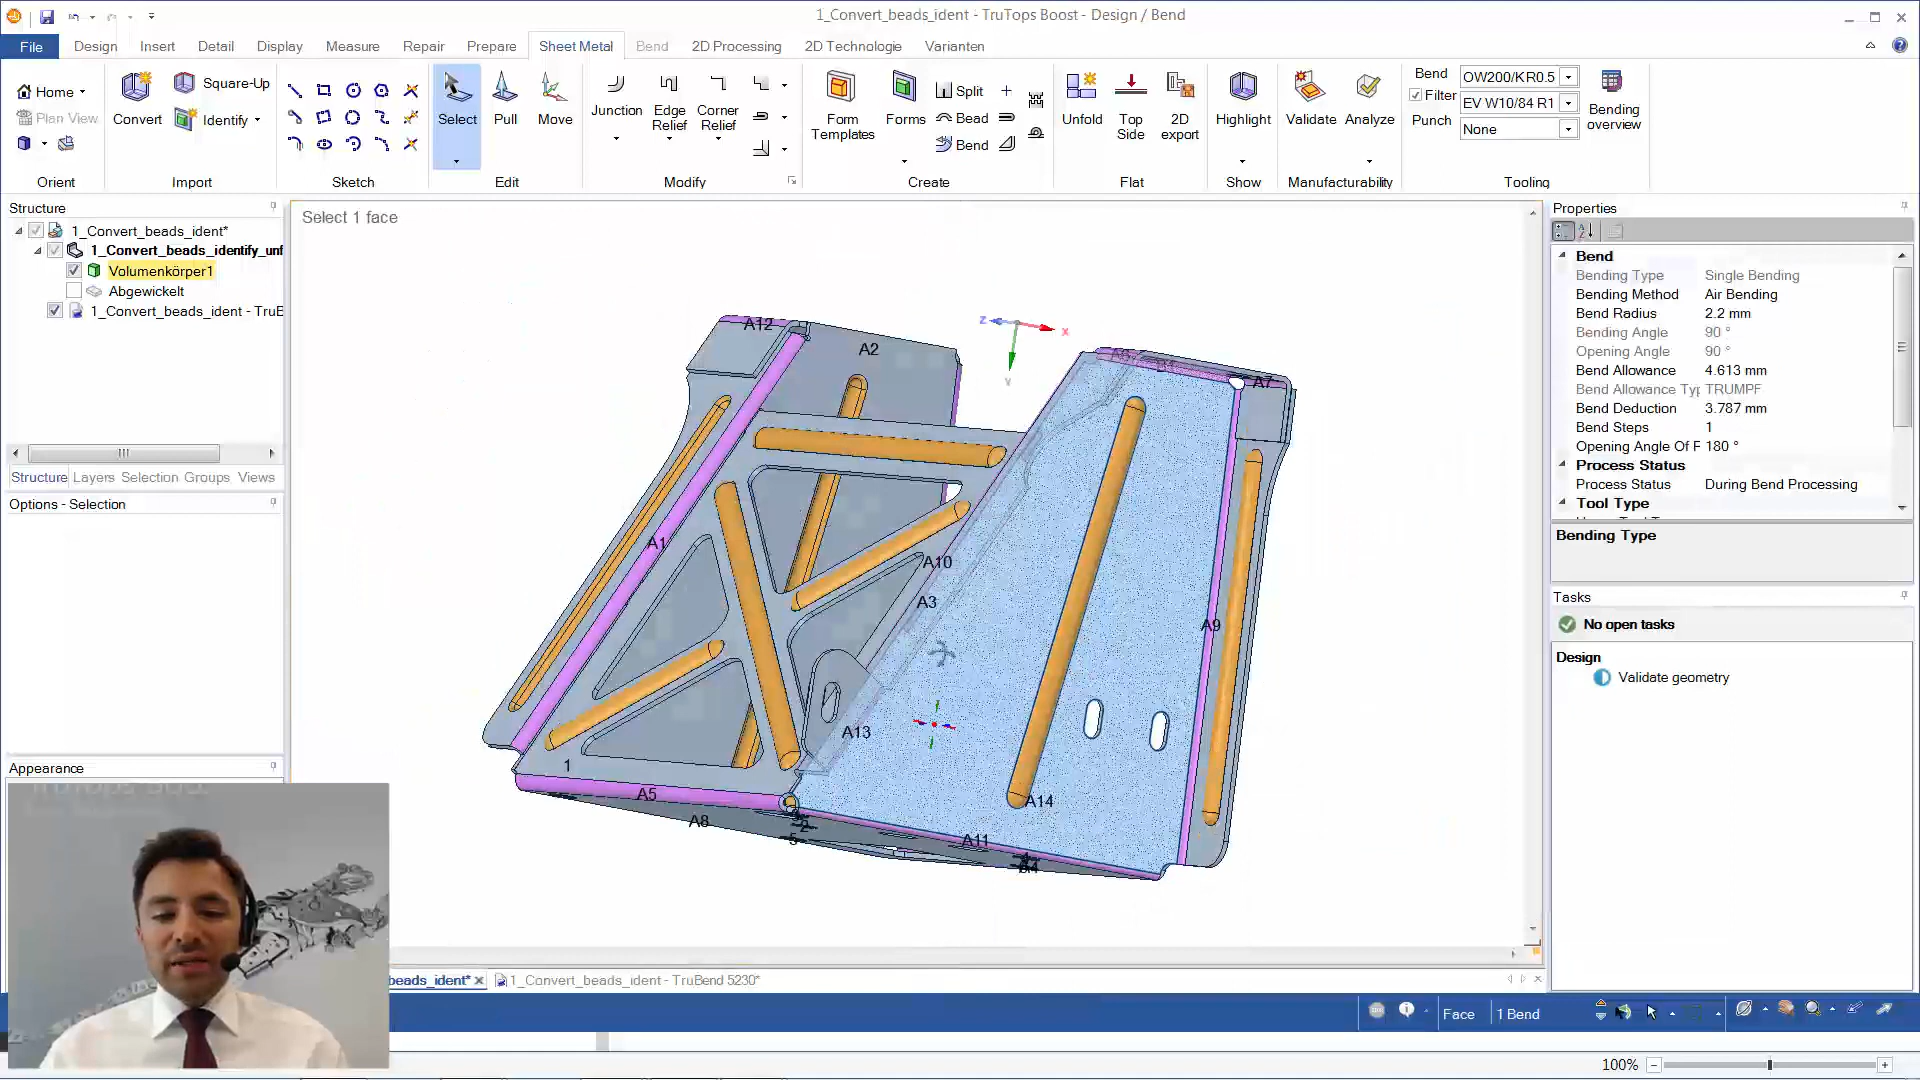 1_Convert_beads_ident - TruTops Boost - Design / Bend
File Design Insert Detail Display Measure Repair Prepare Sheet Metal Bend 2D Processing 2D Technologie Varianten
Home
Plan View
Orient
Convert
Square-Up
Identify
Import
Sketch
Select
Pull
Move
Edit
Junction
Edge Relief
Corner Relief
Modify
Form Templates
Forms
Split
Bead
Bend
Create
Unfold
Top Side
2D export
Flat
Highlight
Show
Validate
Analyze
Manufacturability
Bend OW200/KR0.5
Filter EV W10/84 R1
Punch None
Bending overview
Tooling
Structure
1_Convert_beads_ident*
1_Convert_beads_identify_unf
Volumenkörper1
Abgewickelt
1_Convert_beads_ident - TruB
Structure Layers Selection Groups Views
Options - Selection
Appearance
Select 1 face
A12
A2
z
x
A7
A1
A10
A3
A9
A13
1
A5
A8
A14
A11
2
5
Properties
Bend
Bending Type Single Bending
Bending Method Air Bending
Bend Radius 2.2 mm
Bending Angle 90 °
Opening Angle 90 °
Bend Allowance 4.613 mm
Bend Allowance Typ TRUMPF
Bend Deduction 3.787 mm
Bend Steps 1
Opening Angle Of F 180 °
Process Status
Process Status During Bend Processing
Tool Type
Bending Type
Tasks
No open tasks
Design
Validate geometry
beads_ident*
1_Convert_beads_ident - TruBend 5230*
Face 1 Bend
100%